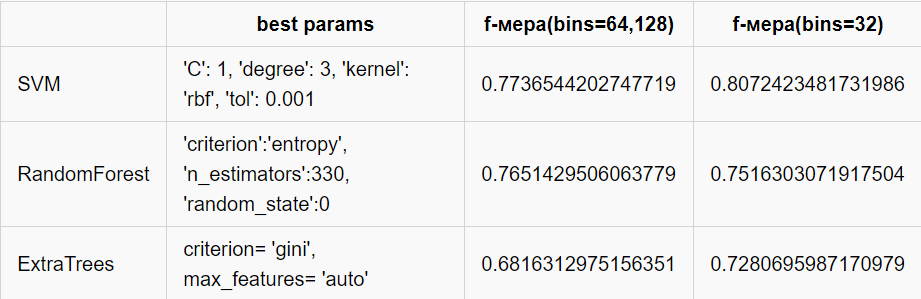 best params f-мера(bins=64,128) f-мера(bins=32)
SVM 'C': 1, 'degree': 3, 'kernel': 0.7736544202747719 0.8072423481731986
'rbf', 'tol': 0.001
RandomForest 'criterion':'entropy', 0.7651429506063779 0.7516303071917504
'n_estimators':330,
'random_state':0
ExtraTrees criterion= 'gini', 0.6816312975156351 0.7280695987170979
max_features= 'auto'